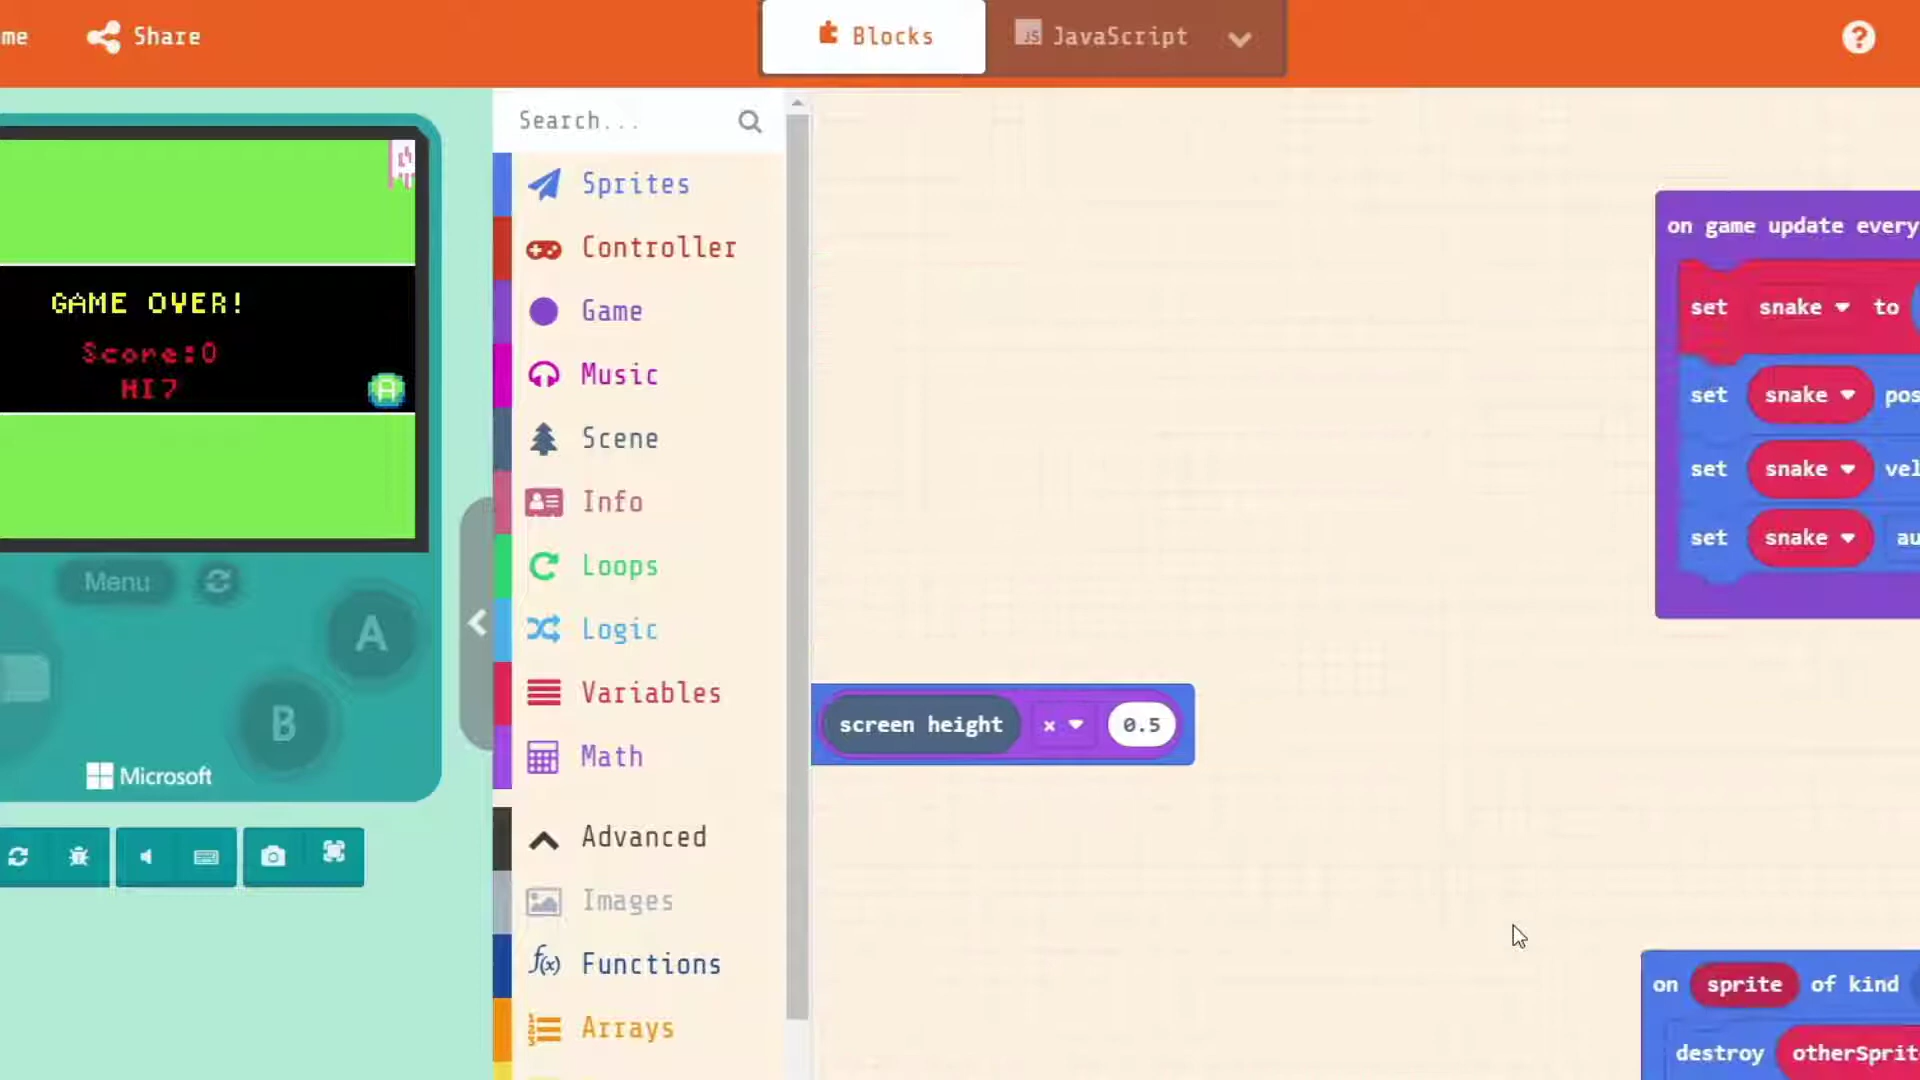 me
Share
Blocks
JS JavaScript
?
GAME OVER!
Score:0
HI7
A
Menu
A
B
Microsoft
Search...
Sprites
Controller
Game
Music
Scene
Info
Loops
Logic
Variables
Math
Advanced
Images
f(x) Functions
Arrays
screen height × 0.5
on game update every
set snake to
set snake pos
set snake vel
set snake au
on sprite of kind
destroy otherSprit